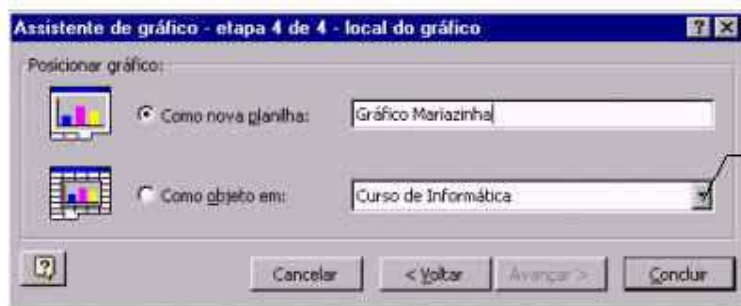 Assistente de gráfico - etapa 4 de 4 - local do gráfico
Posicionar gráfico:
Como nova planilha:
Gráfico Mariazinha
Como objeto em:
Curso de Informática
Cancelar
< Voltar
Avançar >
Concluir